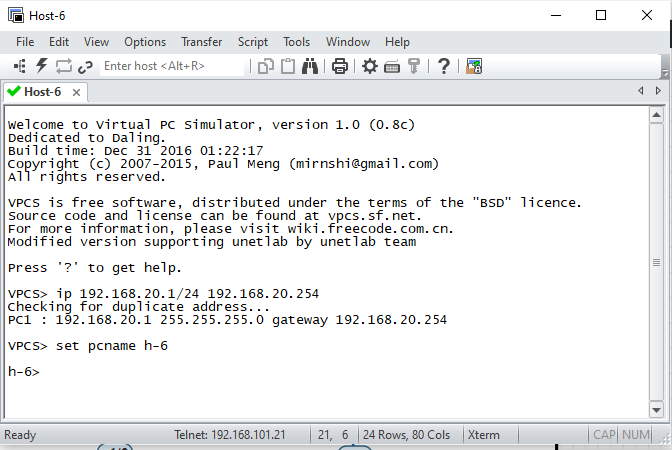 Host-6
File Edit View Options Transfer Script Tools Window Help
Enter host <Alt+R>
Host-6
Welcome to Virtual PC Simulator, version 1.0 (0.8c)
Dedicated to Daling.
Build time: Dec 31 2016 01:22:17
Copyright (c) 2007-2015, Paul Meng (mirnshi@gmail.com)
All rights reserved.
VPCS is free software, distributed under the terms of the "BSD" licence.
Source code and license can be found at vpcs.sf.net.
For more information, please visit wiki.freecode.com.cn.
Modified version supporting unetlab by unetlab team
Press '?' to get help.
VPCS> ip 192.168.20.1/24 192.168.20.254
Checking for duplicate address...
PC1 : 192.168.20.1 255.255.255.0 gateway 192.168.20.254
VPCS> set pcname h-6
h-6>
Ready Telnet: 192.168.101.21 21, 6 24 Rows, 80 Cols Xterm CAP NUM